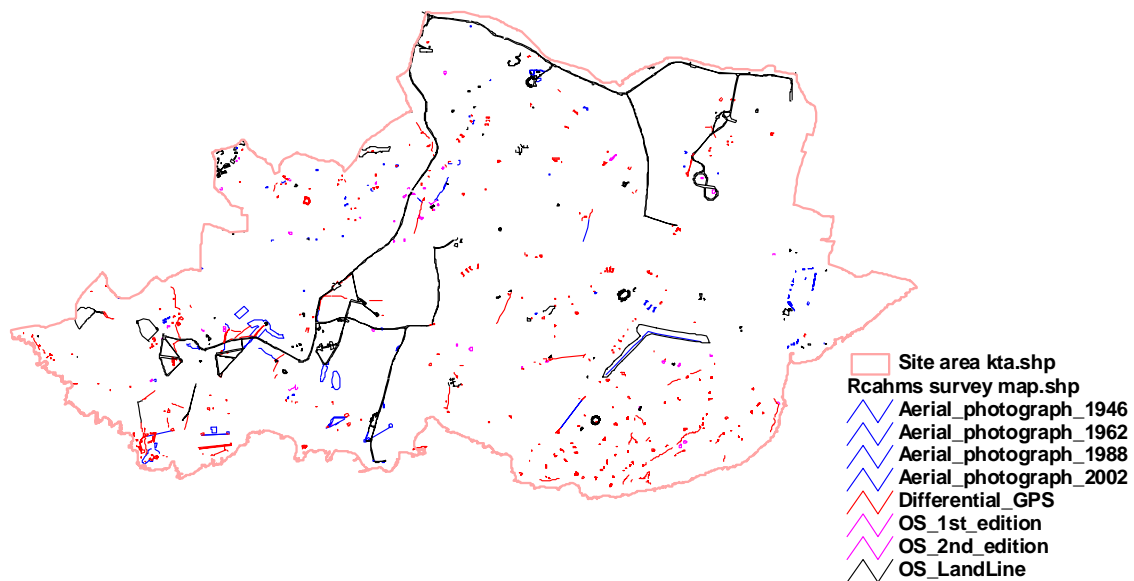 Site area kta.shp
Rcahms survey map.shp
Aerial_photograph_1946
Aerial_photograph_1962
Aerial_photograph_1988
Aerial_photograph_2002
Differential_GPS
OS_1st_edition
OS_2nd_edition
OS_LandLine